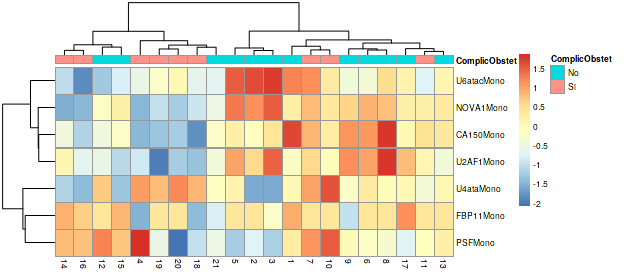 ComplicObstet
U6atacMono
NOVA1Mono
CA150Mono
U2AF1Mono
U4ataMono
FBP11Mono
PSFMono
14 16 12 15 4 19 20 18 21 5 2 3 1 7 10 9 6 8 17 11 13
1.5
1
0.5
0
-0.5
-1
-1.5
-2
ComplicObstet
No
SI